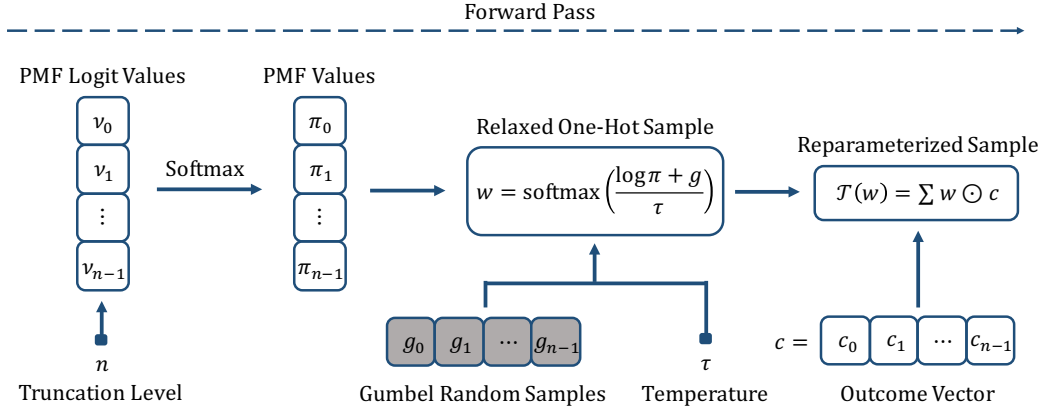 Forward Pass
PMF Logit Values
ν₀
ν₁
⋮
νₙ₋₁
n
Truncation Level
Softmax
PMF Values
π₀
π₁
⋮
πₙ₋₁
Relaxed One-Hot Sample
w = softmax((log π + g) / τ)
g₀ g₁ ⋯ gₙ₋₁
Gumbel Random Samples
τ
Temperature
Reparameterized Sample
𝒯(w) = ∑ w ⊙ c
c = c₀ c₁ ⋯ cₙ₋₁
Outcome Vector